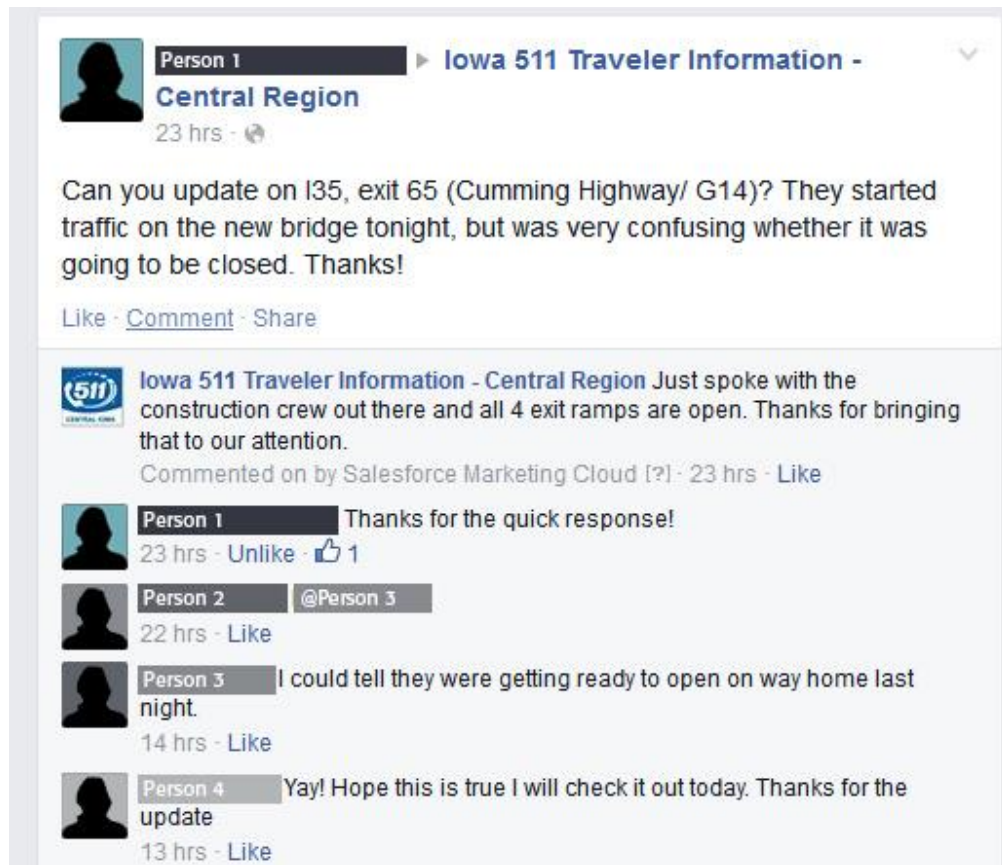 Person 1 ▸ Iowa 511 Traveler Information -
Central Region
23 hrs ·
Can you update on I35, exit 65 (Cumming Highway/ G14)? They started
traffic on the new bridge tonight, but was very confusing whether it was
going to be closed. Thanks!
Like · Comment · Share
511
Iowa 511 Traveler Information - Central Region Just spoke with the
construction crew out there and all 4 exit ramps are open. Thanks for bringing
that to our attention.
Commented on by Salesforce Marketing Cloud [?] · 23 hrs · Like
Person 1 Thanks for the quick response!
23 hrs · Unlike · 1
Person 2 @Person 3
22 hrs · Like
Person 3 I could tell they were getting ready to open on way home last
night.
14 hrs · Like
Person 4 Yay! Hope this is true I will check it out today. Thanks for the
update
13 hrs · Like